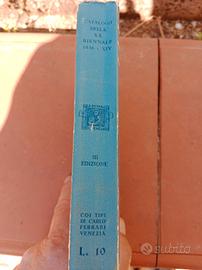 CATALOGO
DELLA
XX
BIENNALE
1936 - XIV
III
EDIZIONE
COI TIPI
DI CARLO
FERRARI
VENEZIA
L. 10
subito